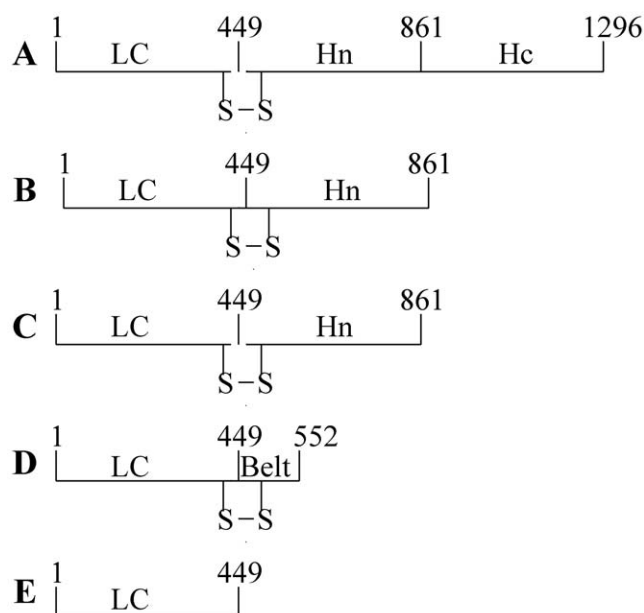 1 449 861 1296
A LC Hn Hc
S–S
1 449 861
B LC Hn
S–S
1 449 861
C LC Hn
S–S
1 449 552
D LC Belt
S–S
1 449
E LC